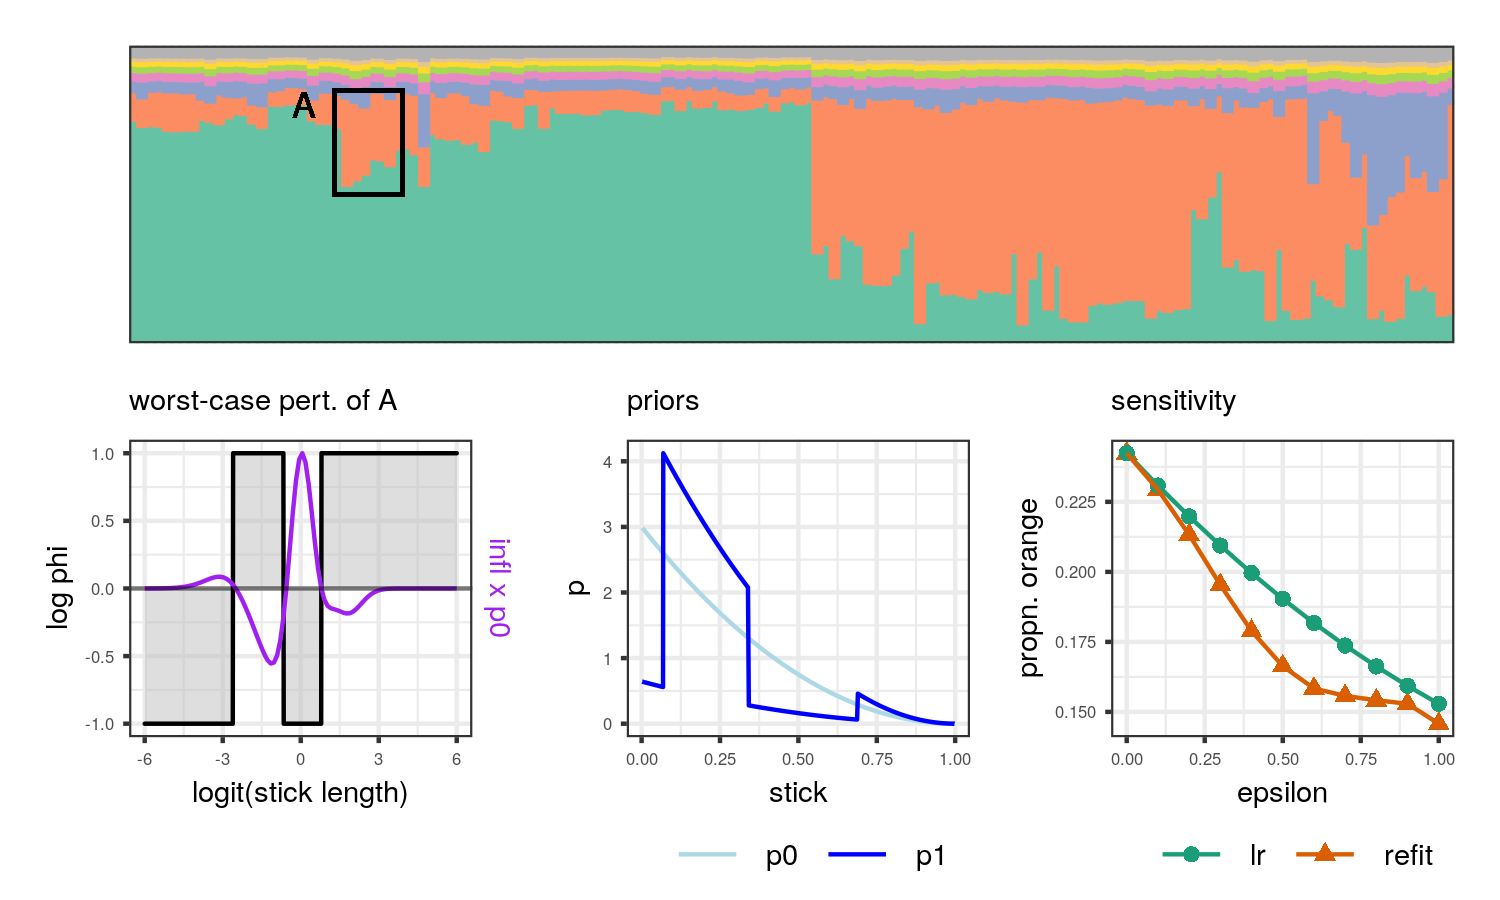 A
worst-case pert. of A
priors
sensitivity
log phi
1.0
0.5
0.0
-0.5
-1.0
-6
-3
0
3
6
logit(stick length)
infl x p0
p
4
3
2
1
0
0.00
0.25
0.50
0.75
1.00
stick
p0
p1
propn. orange
0.225
0.200
0.175
0.150
0.00
0.25
0.50
0.75
1.00
epsilon
lr
refit